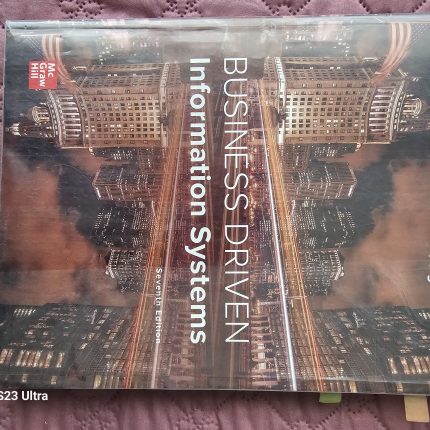 Mc
Graw
Hill
BUSINESS DRIVEN
Information Systems
Seventh Edition
S23 Ultra